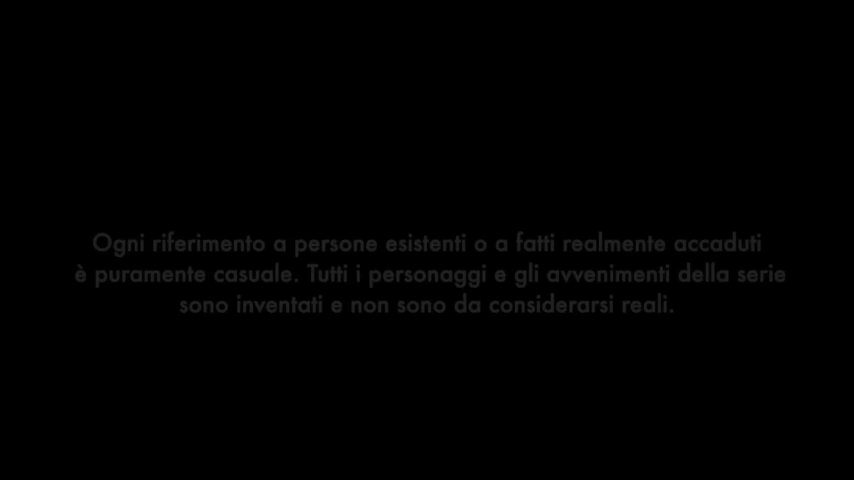 Ogni riferimento a persone esistenti o a fatti realmente accaduti
è puramente casuale. Tutti i personaggi e gli avvenimenti della serie
sono inventati e non sono da considerarsi reali.